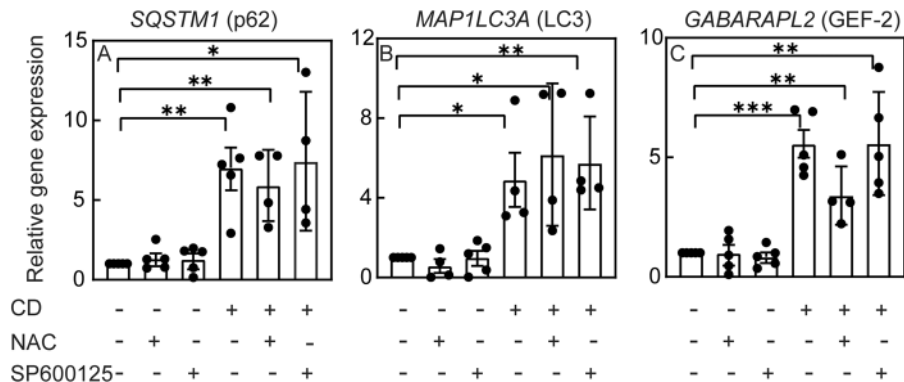 SQSTM1 (p62) MAP1LC3A (LC3) GABARAPL2 (GEF-2)
Relative gene expression
A
15
10
5
0
*
**
**
B
12
8
4
0
**
*
*
C
10
5
0
**
**
***
CD - - - + + + - - - + + + - - - + + +
NAC - + - - + - - + - - + - - + - - + -
SP600125 - - + - - + - - + - - + - - + - - +